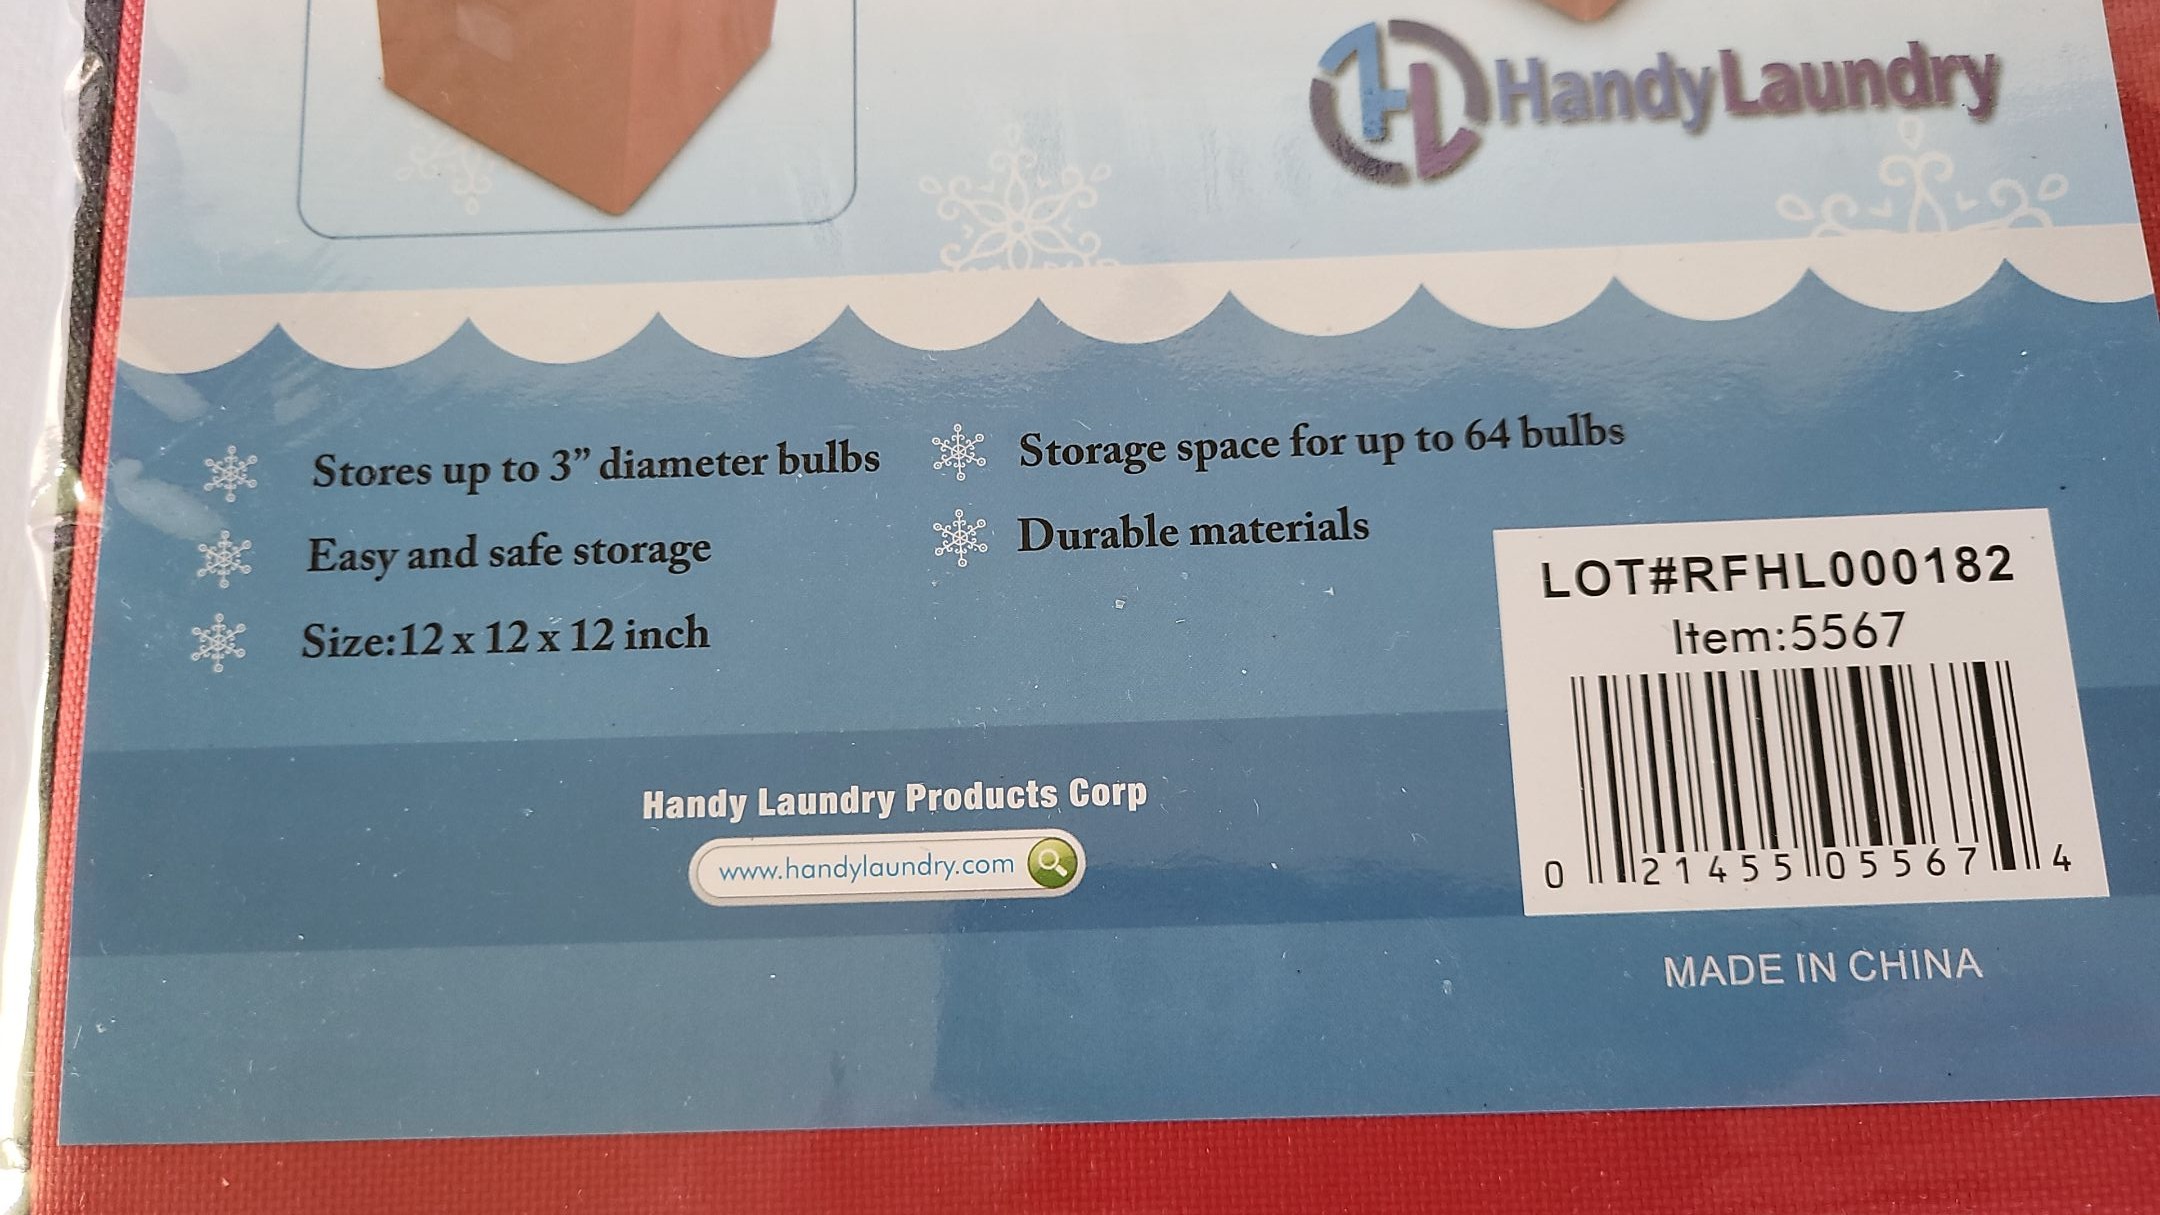 HandyLaundry
Stores up to 3” diameter bulbs
Easy and safe storage
Size:12 x 12 x 12 inch
Storage space for up to 64 bulbs
Durable materials
LOT#RFHL000182
Item:5567
0 21455 05567 4
Handy Laundry Products Corp
www.handylaundry.com
MADE IN CHINA